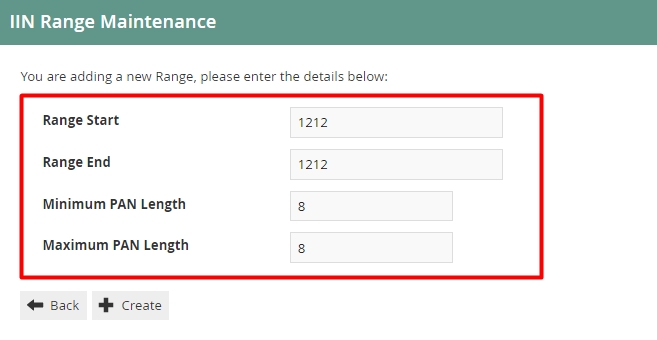 IIN Range Maintenance
You are adding a new Range, please enter the details below:
Range Start 1212
Range End 1212
Minimum PAN Length 8
Maximum PAN Length 8
Back Create